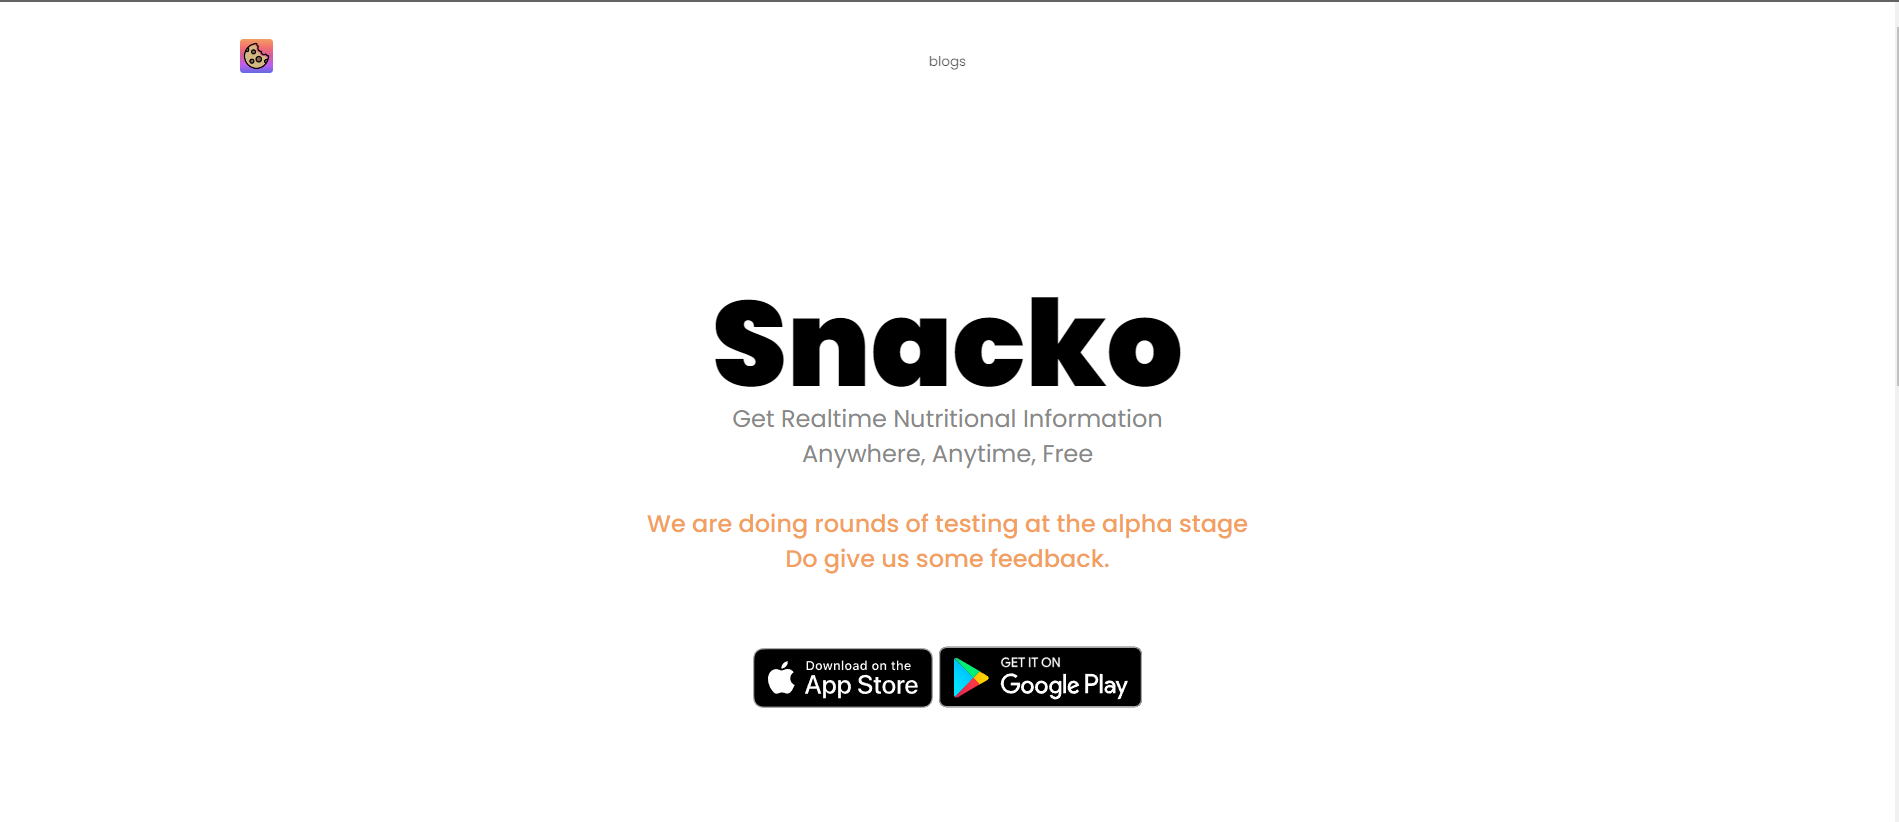 blogs
Snacko
Get Realtime Nutritional Information
Anywhere, Anytime, Free
We are doing rounds of testing at the alpha stage
Do give us some feedback.
Download on the
App Store
GET IT ON
Google Play